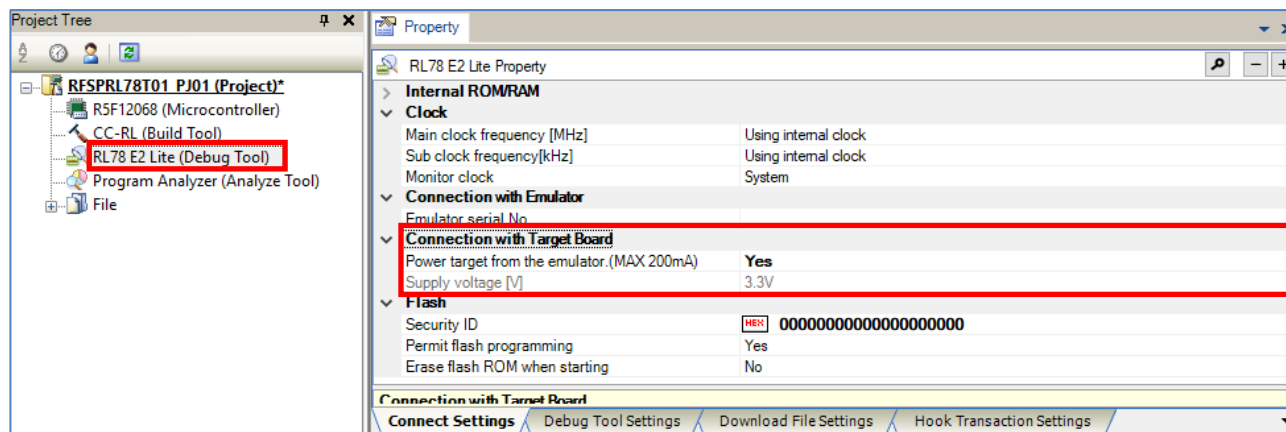 Project Tree
RFSPRL78T01_PJ01 (Project)*
R5F12068 (Microcontroller)
CC-RL (Build Tool)
RL78 E2 Lite (Debug Tool)
Program Analyzer (Analyze Tool)
File
Property
RL78 E2 Lite Property
Internal ROM/RAM
Clock
Main clock frequency [MHz] Using internal clock
Sub clock frequency[kHz] Using internal clock
Monitor clock System
Connection with Emulator
Emulator serial No.
Connection with Target Board
Power target from the emulator.(MAX 200mA) Yes
Supply voltage [V] 3.3V
Flash
Security ID HEX 00000000000000000000
Permit flash programming Yes
Erase flash ROM when starting No
Connection with Target Board
Connect Settings Debug Tool Settings Download File Settings Hook Transaction Settings